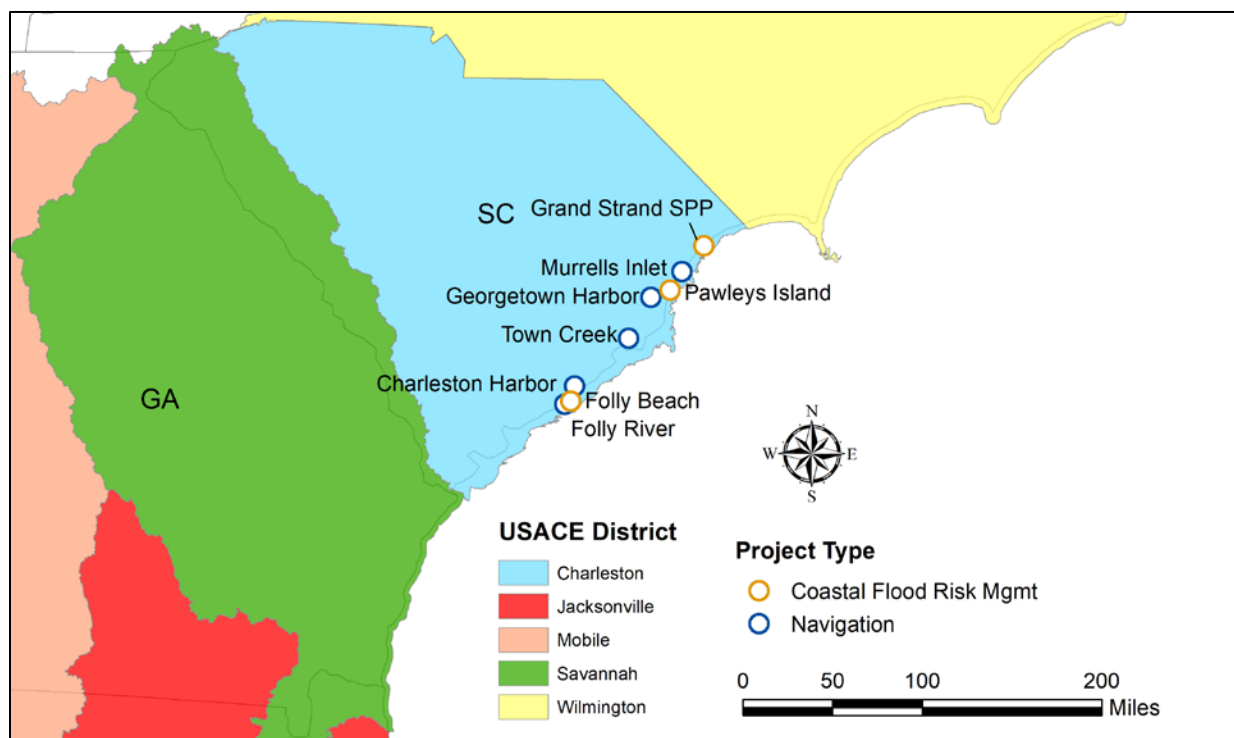 SC
Grand Strand SPP
Murrells Inlet
Georgetown Harbor
Pawleys Island
Town Creek
Charleston Harbor
GA
Folly Beach
Folly River
N
W E
S
USACE District
Charleston
Jacksonville
Mobile
Savannah
Wilmington
Project Type
Coastal Flood Risk Mgmt
Navigation
0 50 100 200
Miles